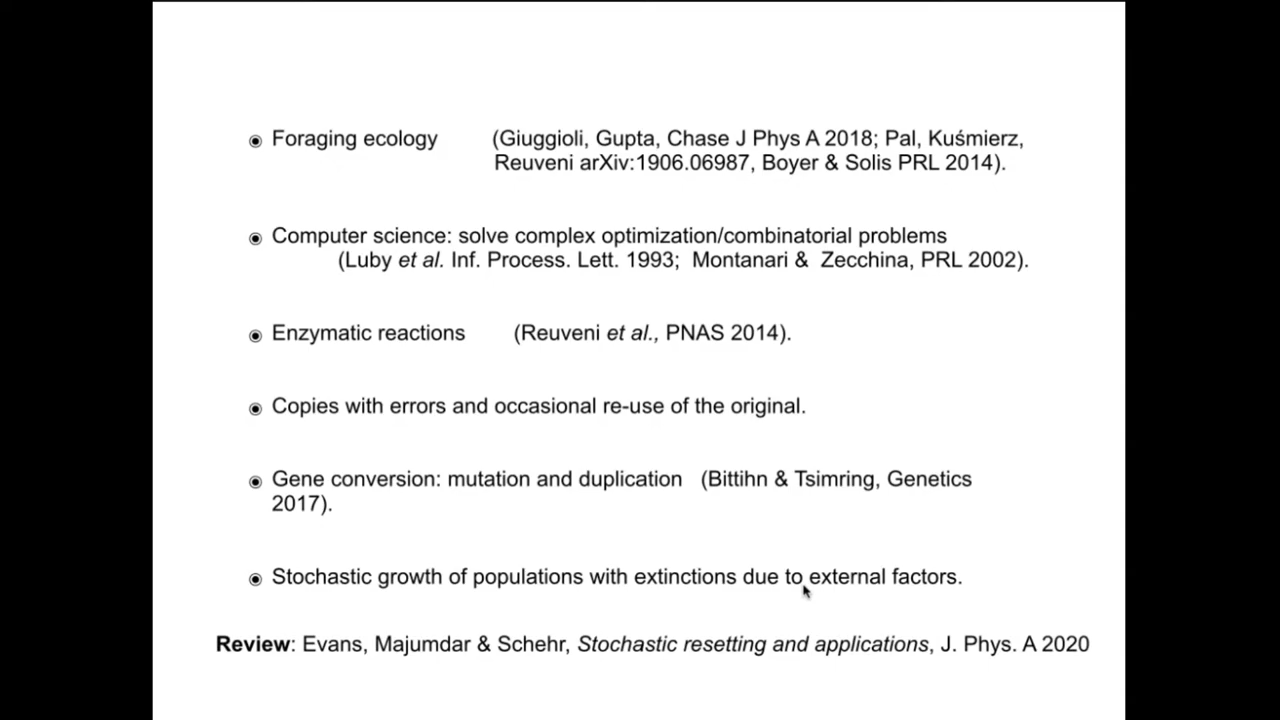 ◉ Foraging ecology (Giuggioli, Gupta, Chase J Phys A 2018; Pal, Kuśmierz,
Reuveni arXiv:1906.06987, Boyer & Solis PRL 2014).
◉ Computer science: solve complex optimization/combinatorial problems
(Luby et al. Inf. Process. Lett. 1993; Montanari & Zecchina, PRL 2002).
◉ Enzymatic reactions (Reuveni et al., PNAS 2014).
◉ Copies with errors and occasional re-use of the original.
◉ Gene conversion: mutation and duplication (Bittihn & Tsimring, Genetics
2017).
◉ Stochastic growth of populations with extinctions due to external factors.
Review: Evans, Majumdar & Schehr, Stochastic resetting and applications, J. Phys. A 2020